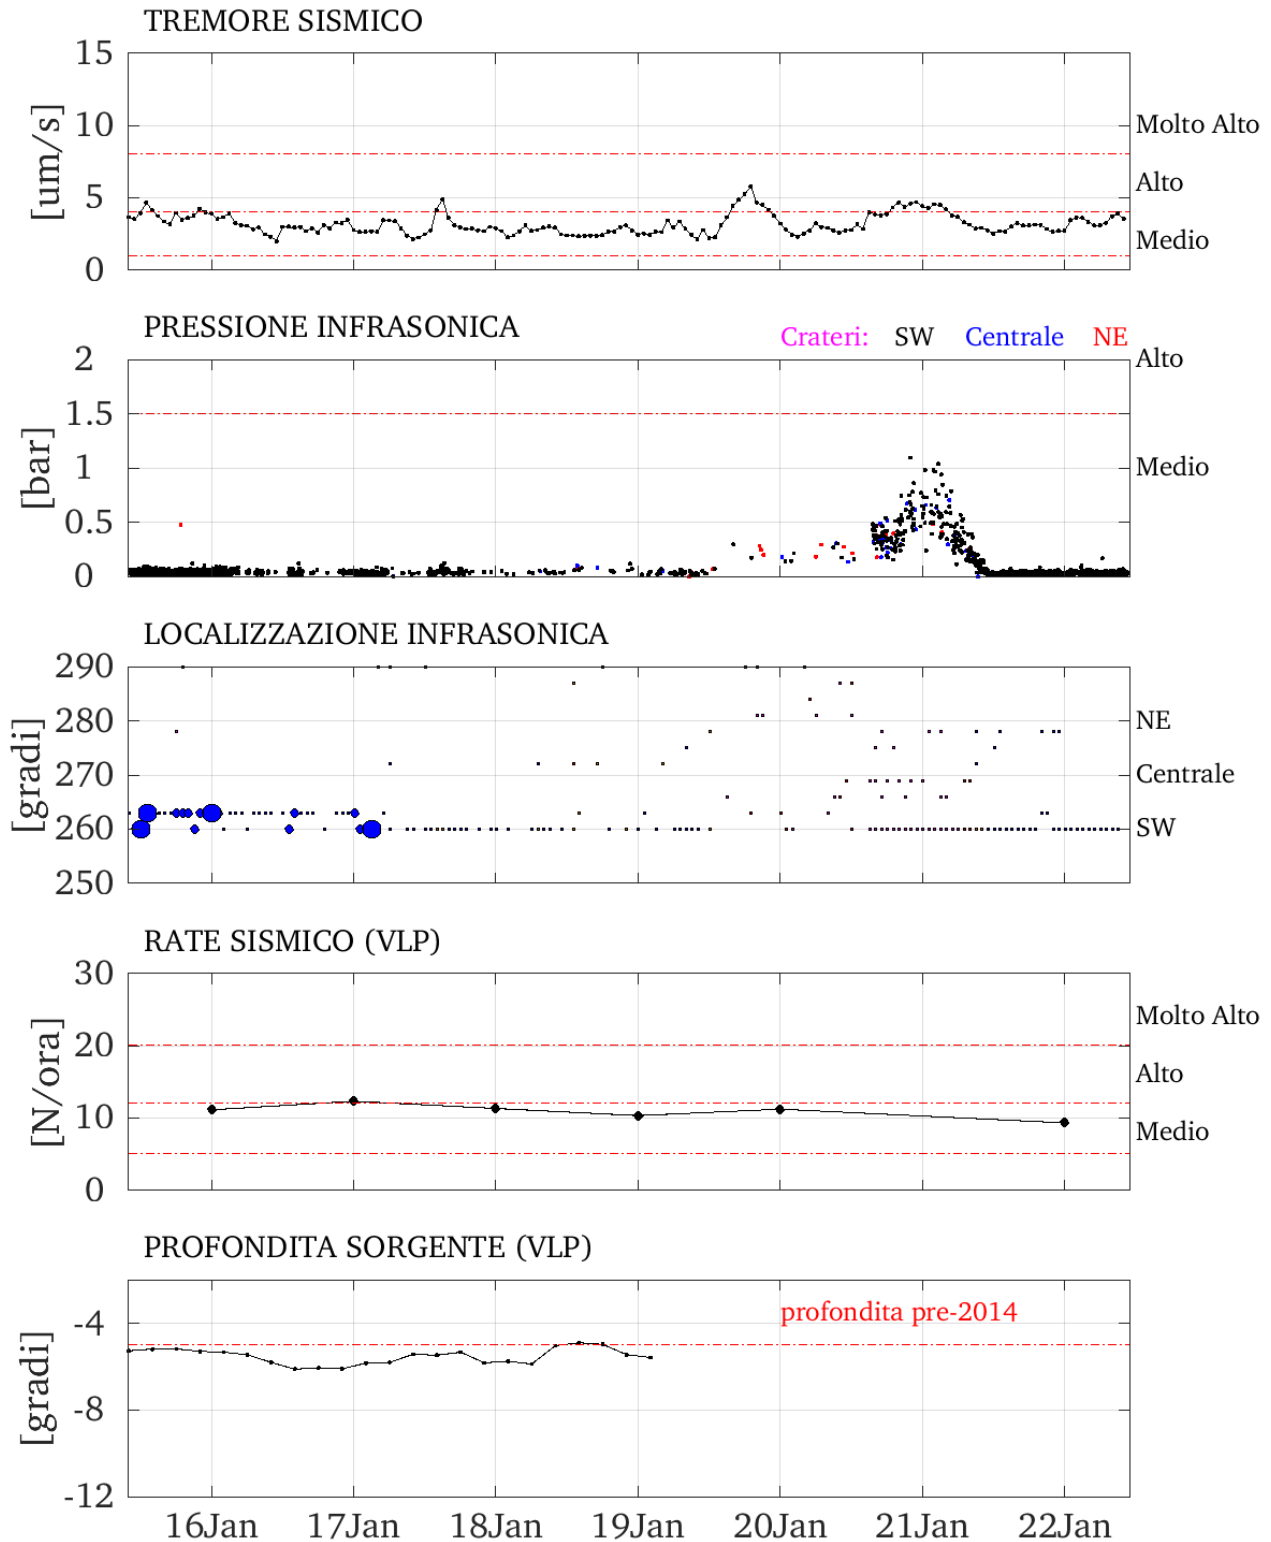 TREMORE SISMICO
15
10
5
0
[um/s]
Molto Alto
Alto
Medio
PRESSIONE INFRASONICA
Crateri: SW Centrale NE
2
1.5
1
0.5
0
[bar]
Alto
Medio
LOCALIZZAZIONE INFRASONICA
290
280
270
260
250
[gradi]
NE
Centrale
SW
RATE SISMICO (VLP)
30
20
10
0
[N/ora]
Molto Alto
Alto
Medio
PROFONDITA SORGENTE (VLP)
profondita pre-2014
-4
-8
-12
[gradi]
16Jan 17Jan 18Jan 19Jan 20Jan 21Jan 22Jan